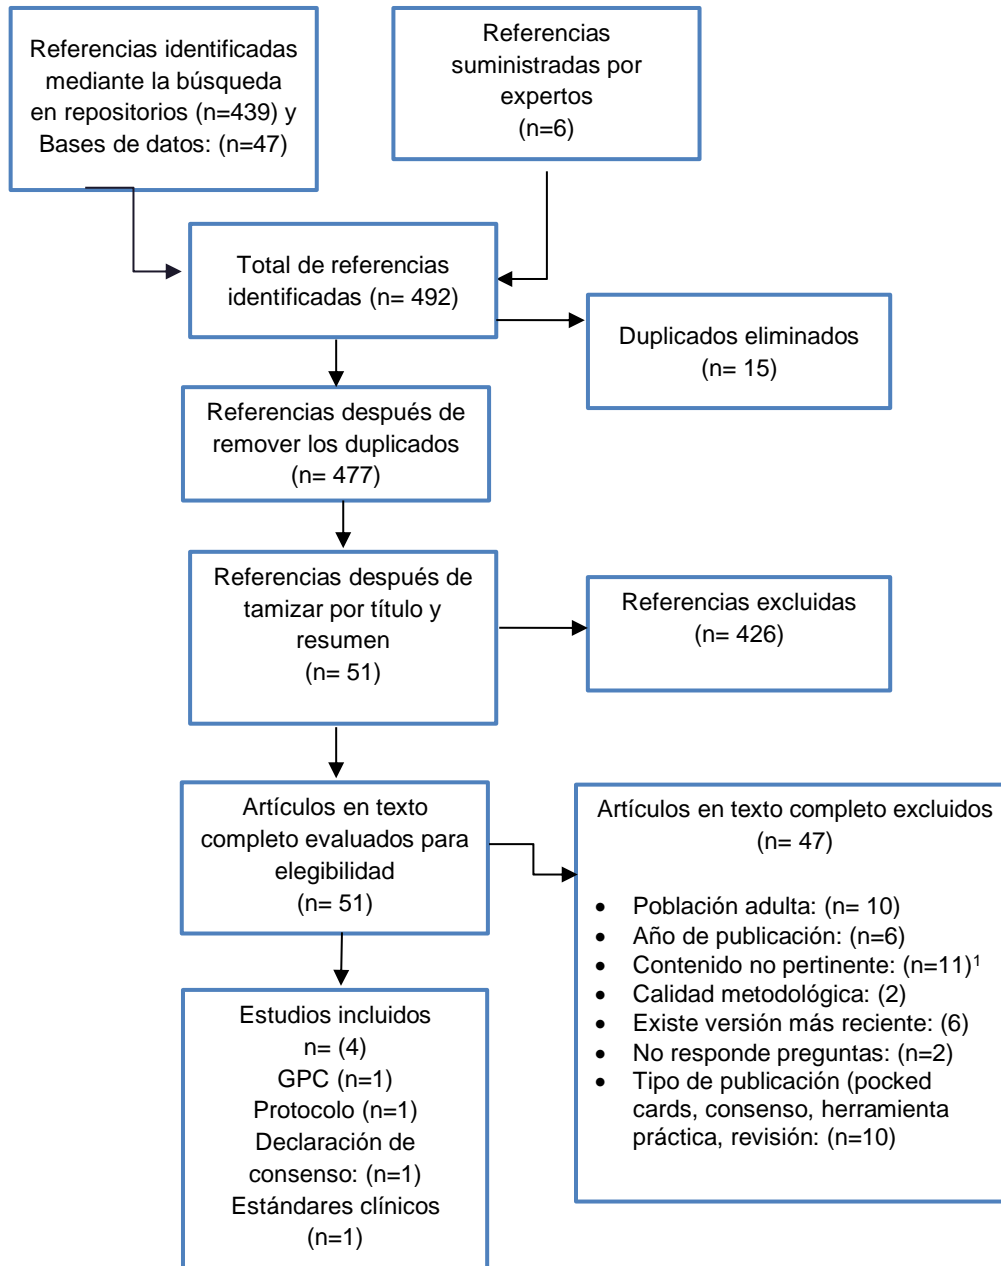 Referencias identificadas
mediante la búsqueda
en repositorios (n=439) y
Bases de datos: (n=47)
Referencias
suministradas por
expertos
(n=6)
Total de referencias
identificadas (n= 492)
Duplicados eliminados
(n= 15)
Referencias después de
remover los duplicados
(n= 477)
Referencias después de
tamizar por título y
resumen
(n= 51)
Referencias excluidas
(n= 426)
Artículos en texto
completo evaluados para
elegibilidad
(n= 51)
Artículos en texto completo excluidos
(n= 47)
• Población adulta: (n= 10)
• Año de publicación: (n=6)
• Contenido no pertinente: (n=11)¹
• Calidad metodológica: (2)
• Existe versión más reciente: (6)
• No responde preguntas: (n=2)
• Tipo de publicación (pocked
cards, consenso, herramienta
práctica, revisión: (n=10)
Estudios incluidos
n= (4)
GPC (n=1)
Protocolo (n=1)
Declaración de
consenso: (n=1)
Estándares clínicos
(n=1)